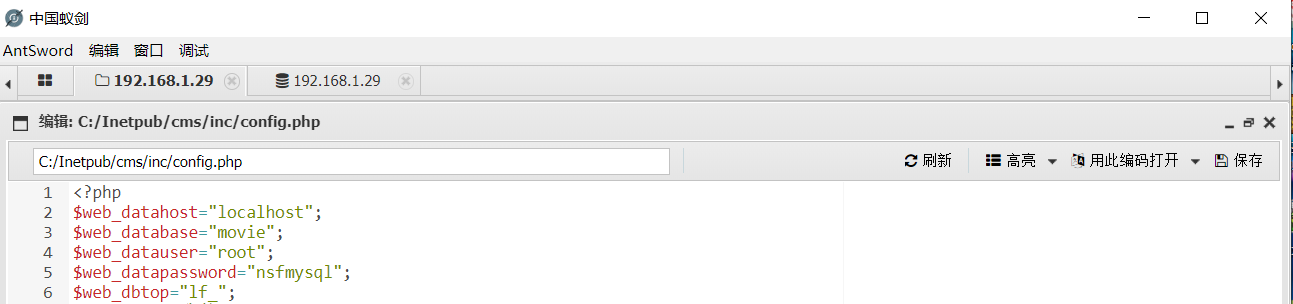 中国蚁剑
AntSword 编辑 窗口 调试
192.168.1.29 192.168.1.29
编辑: C:/Inetpub/cms/inc/config.php
C:/Inetpub/cms/inc/config.php 刷新 高亮 用此编码打开 保存
1 <?php
2 $web_datahost="localhost";
3 $web_database="movie";
4 $web_datauser="root";
5 $web_datapassword="nsfmysql";
6 $web_dbtop="lf_";